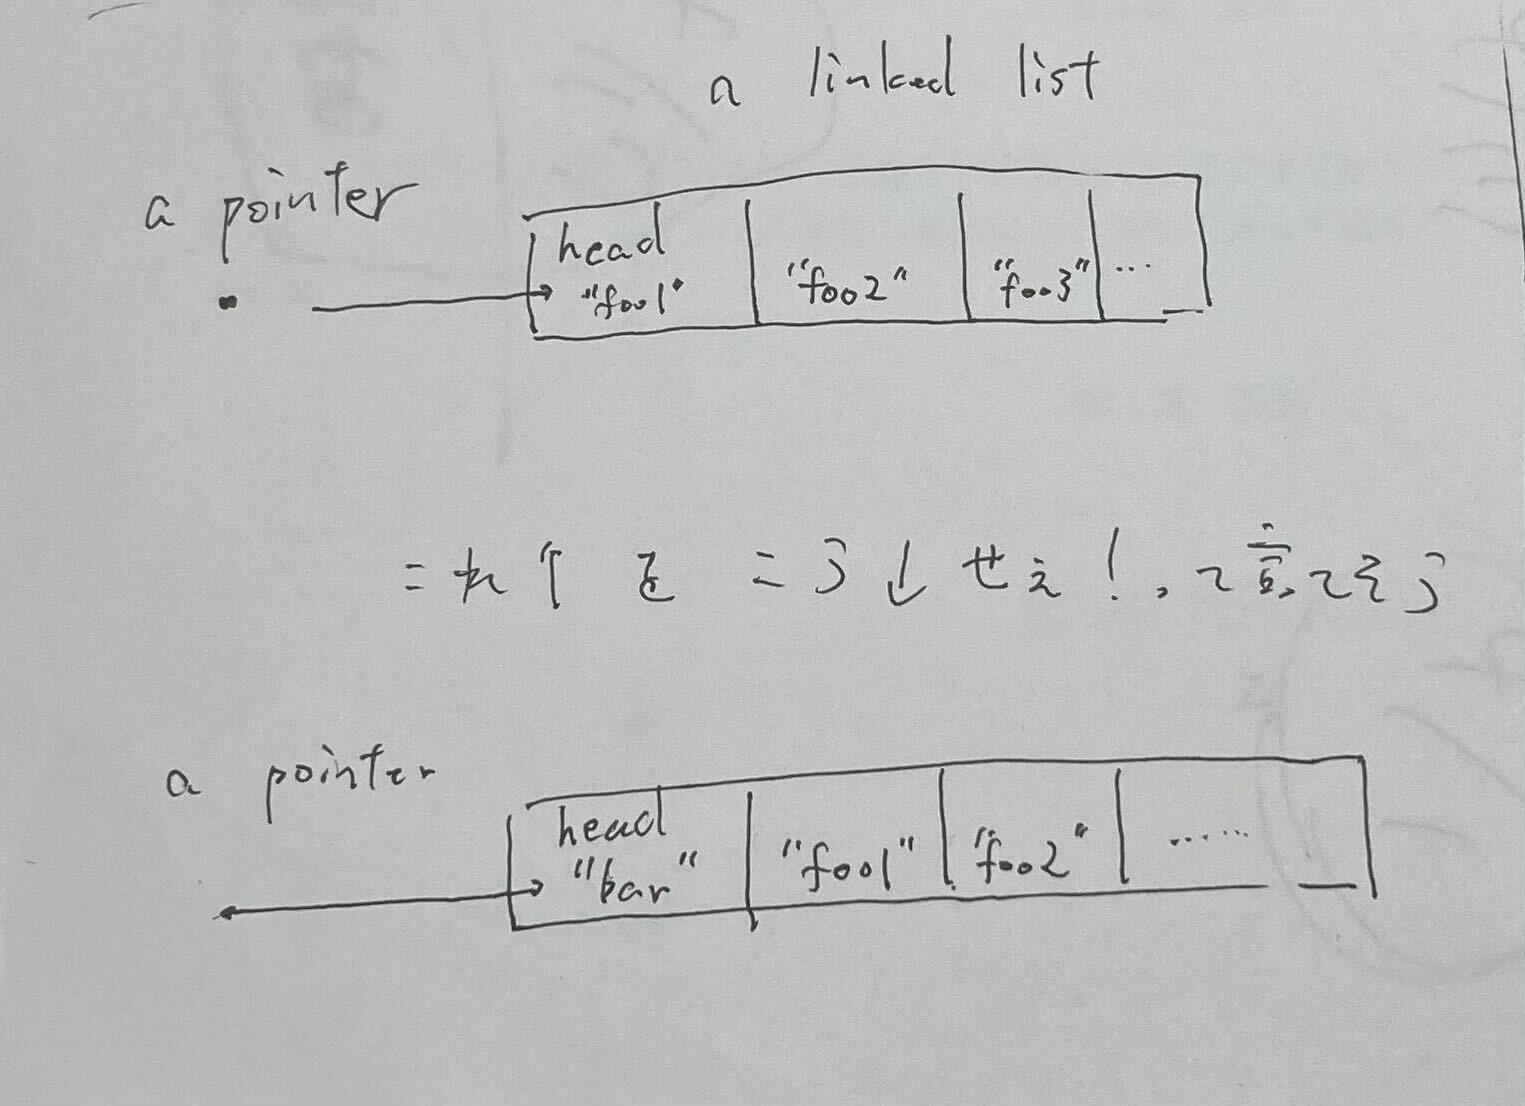 a linked list
a pointer
head
"foo1" "foo2" "foo3" ...
これ↑を こう↓せえ!、って言ってそう
a pointer
head
"bar" "foo1" "foo2" ......